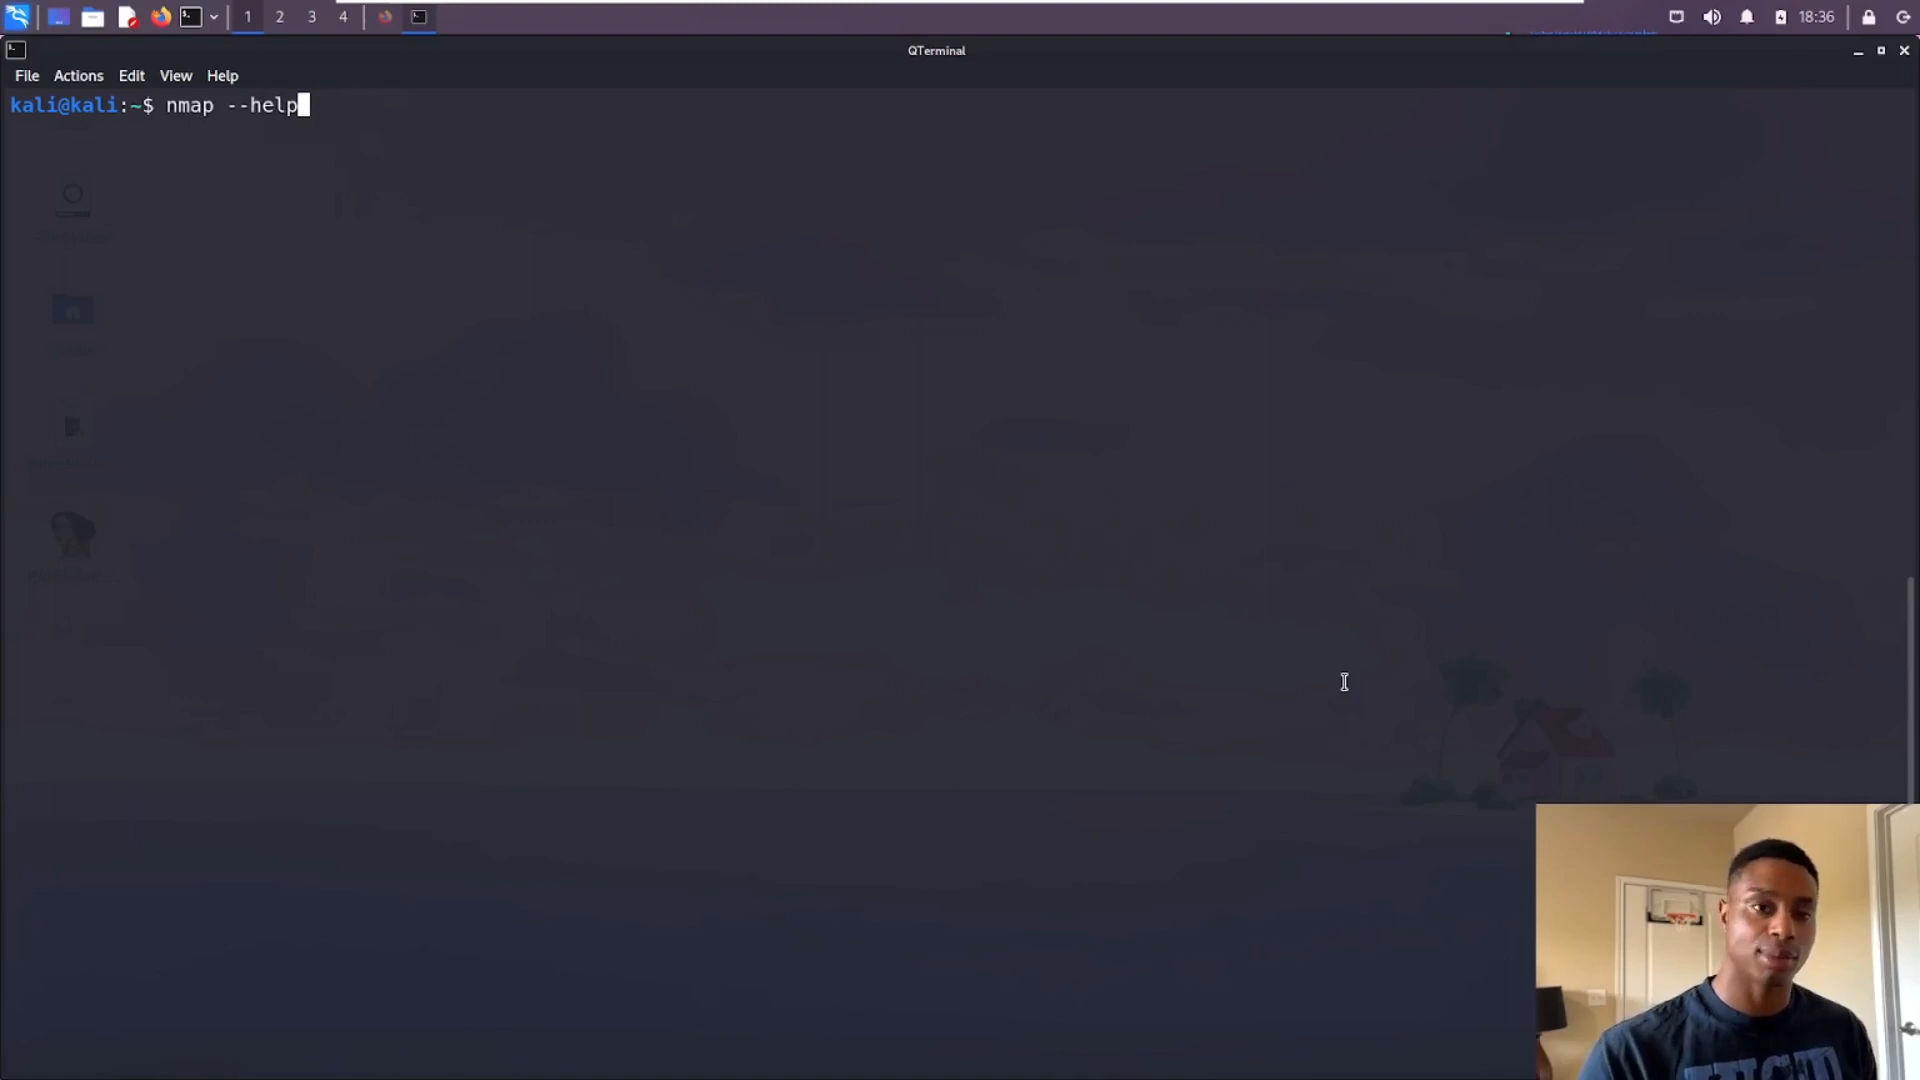 1 2 3 4 18:36
QTerminal
File Actions Edit View Help
kali@kali:~$ nmap --help